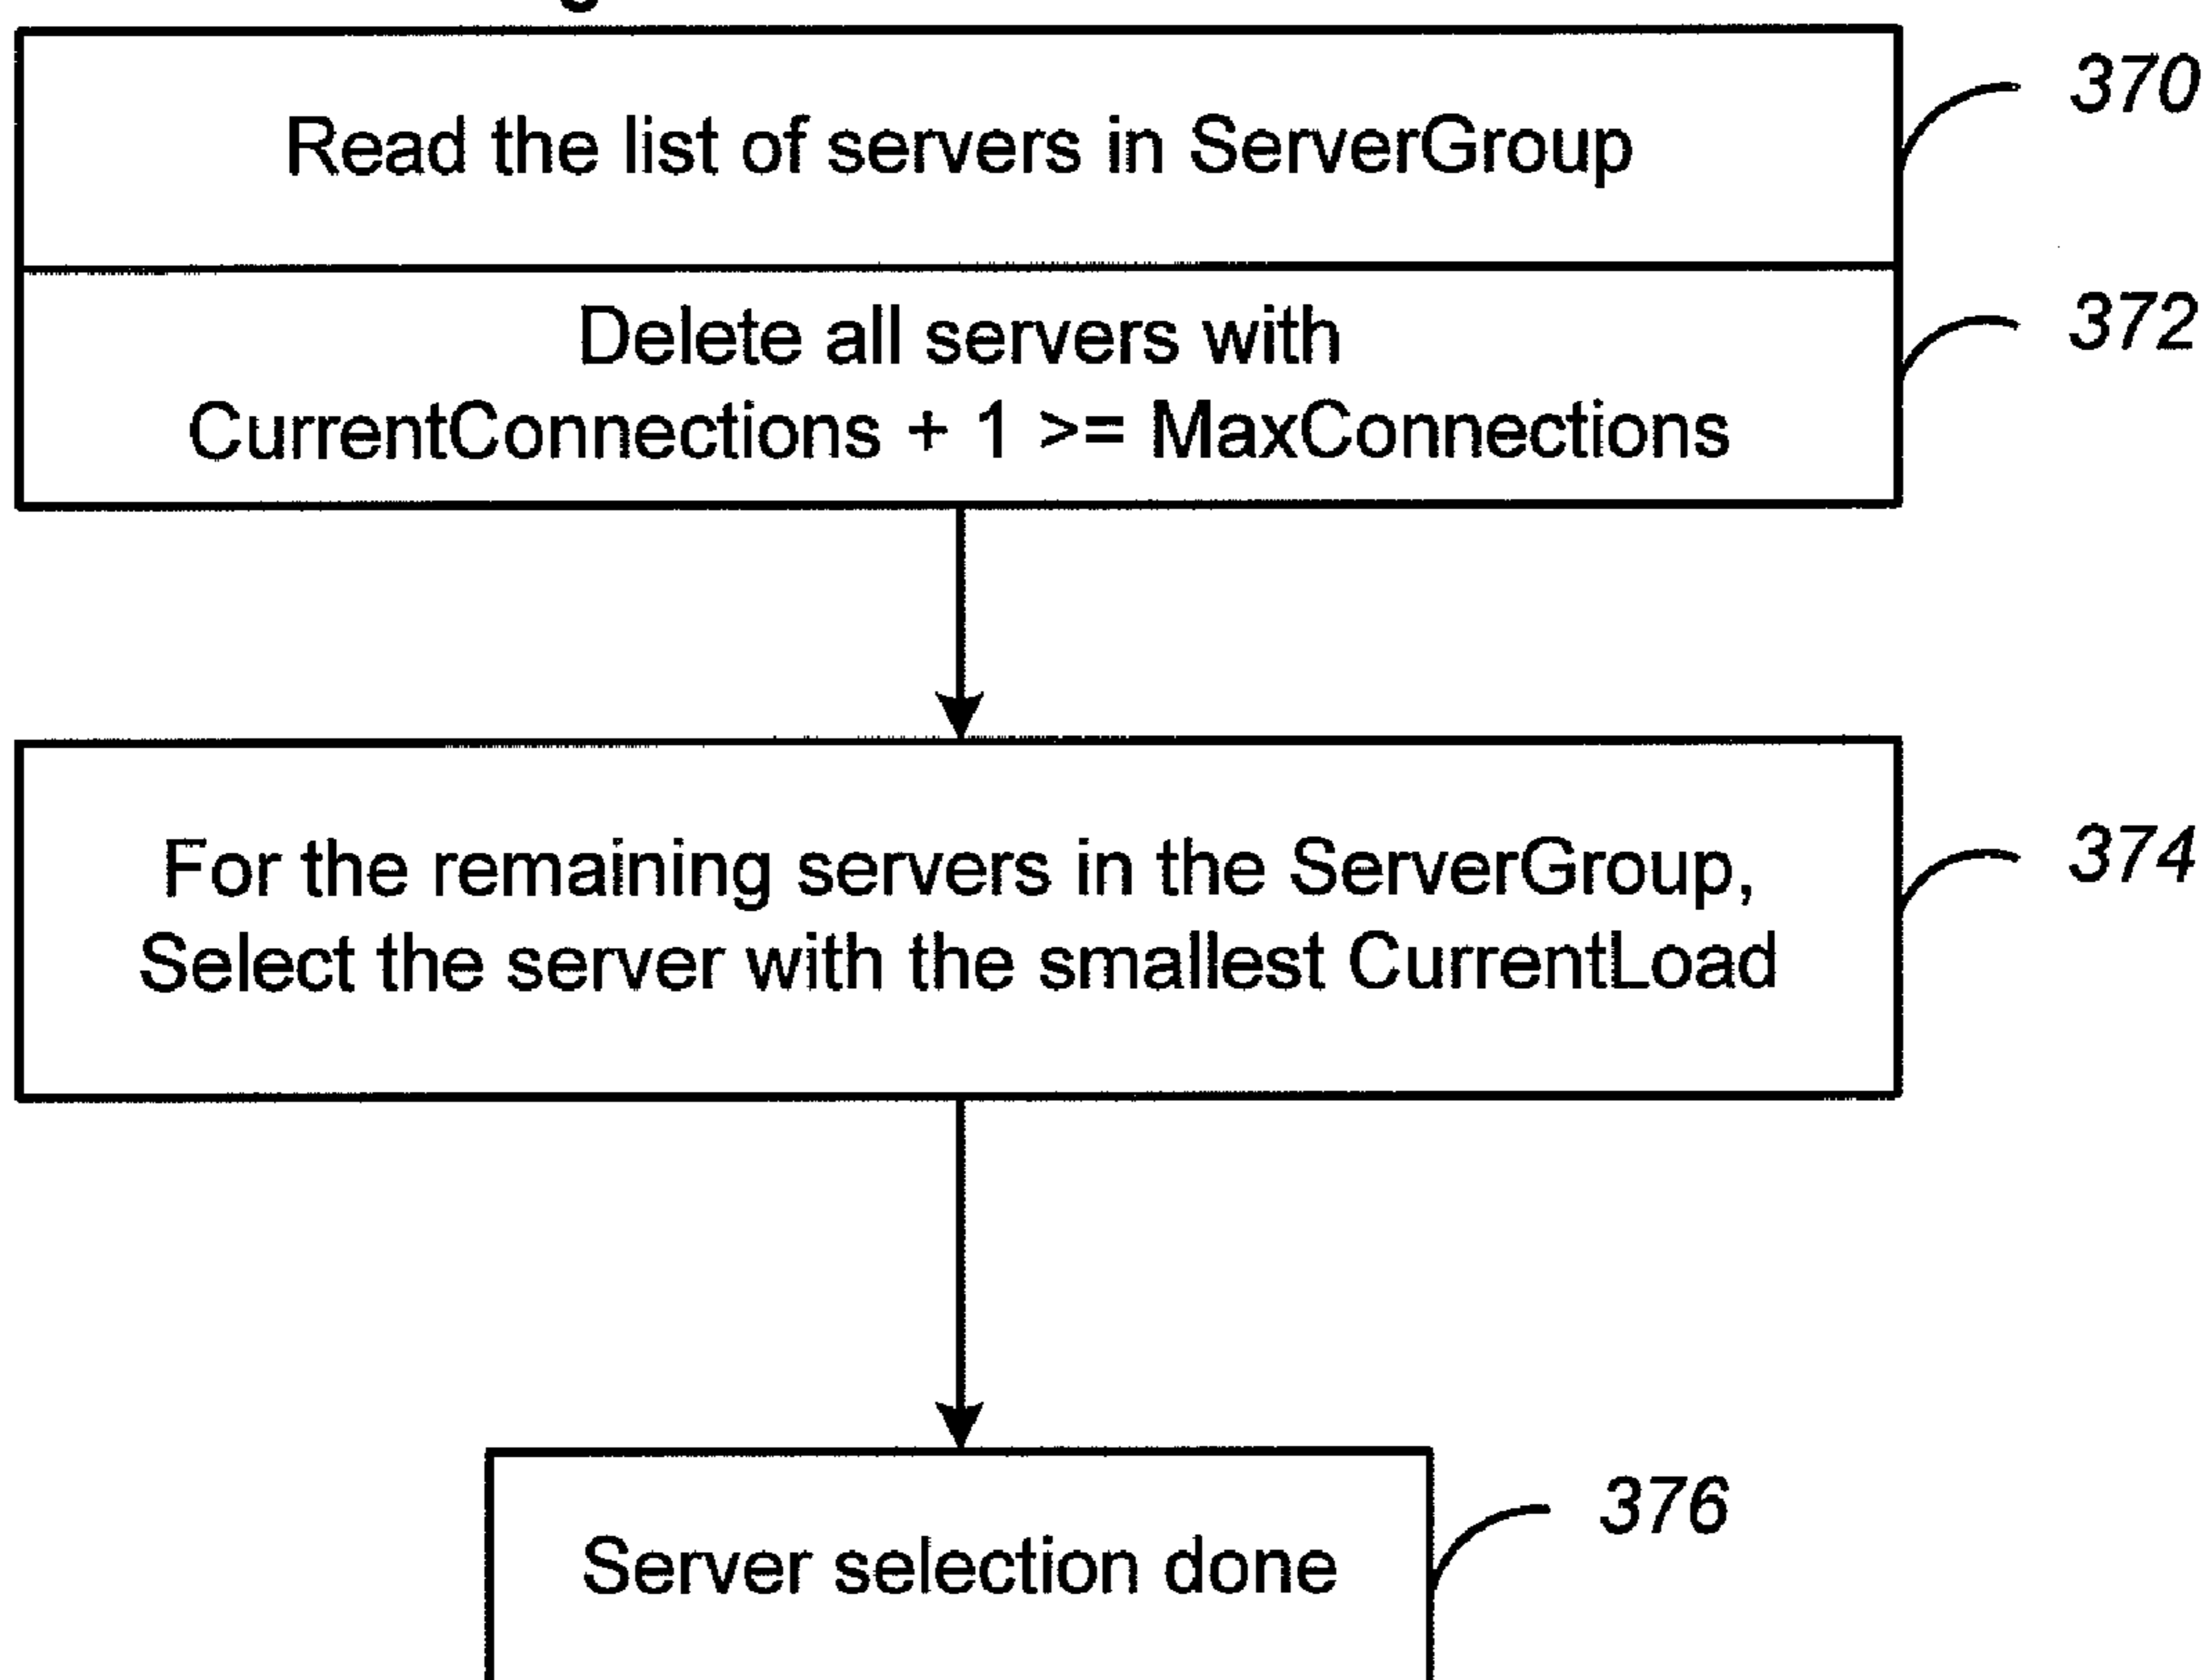 Read the list of servers in ServerGroup
370
Delete all servers with
CurrentConnections + 1 >= MaxConnections
372
For the remaining servers in the ServerGroup,
Select the server with the smallest CurrentLoad
374
Server selection done
376